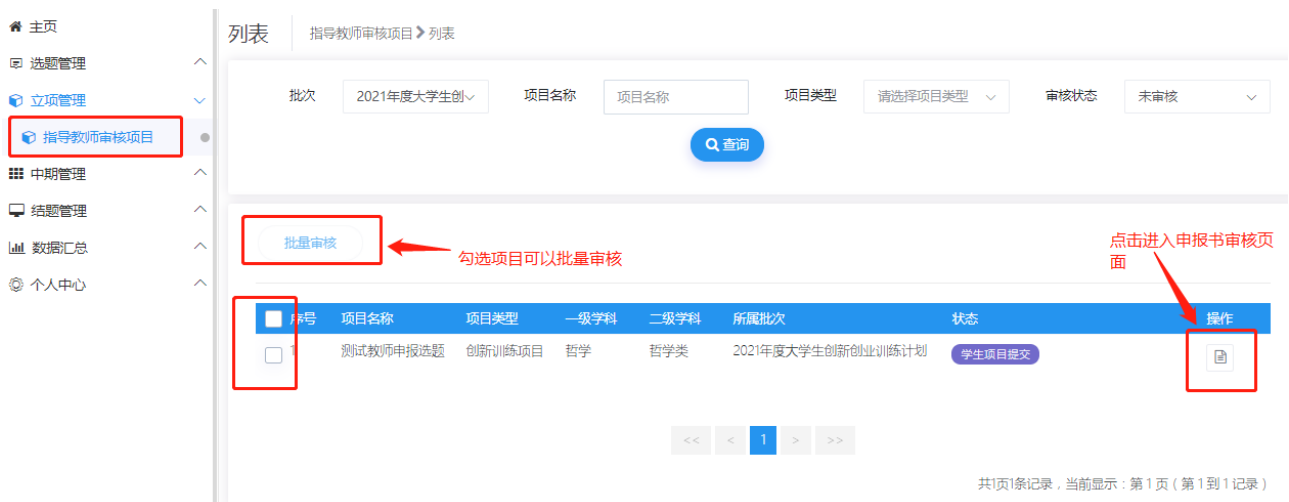 主页
选题管理
立项管理
指导教师审核项目
中期管理
结题管理
数据汇总
个人中心
列表 指导教师审核项目 > 列表
批次 2021年度大学生创 项目名称 项目名称 项目类型 请选择项目类型 审核状态 未审核
查询
批量审核
勾选项目可以批量审核
点击进入申报书审核页
面
序号 项目名称 项目类型 一级学科 二级学科 所属批次 状态 操作
1 测试教师申报选题 创新训练项目 哲学 哲学类 2021年度大学生创新创业训练计划 学生项目提交
<< < 1 > >>
共1页1条记录，当前显示：第1页（第1到1记录）